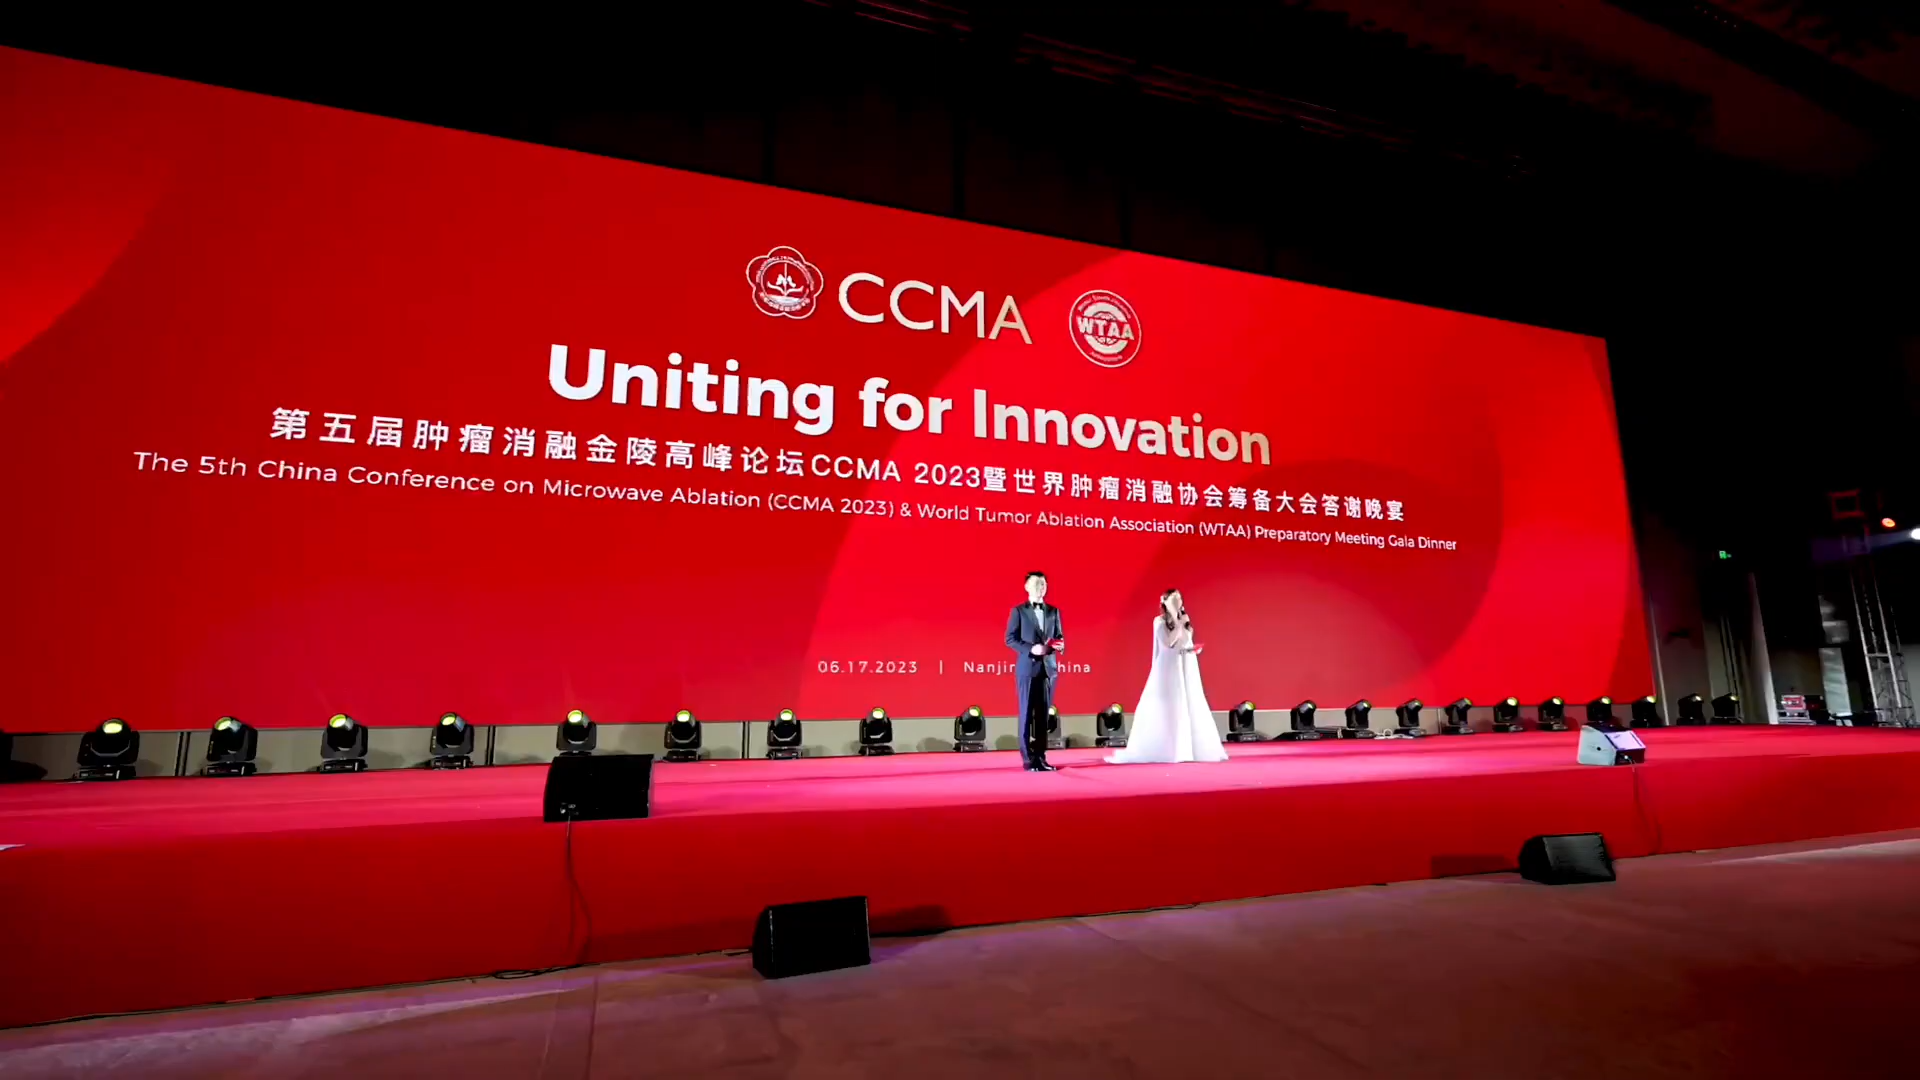 CCMA
WTAA
Uniting for Innovation
第五届肿瘤消融金陵高峰论坛CCMA 2023暨世界肿瘤消融协会筹备大会答谢晚宴
The 5th China Conference on Microwave Ablation (CCMA 2023) & World Tumor Ablation Association (WTAA) Preparatory Meeting Gala Dinner
06.17.2023 |